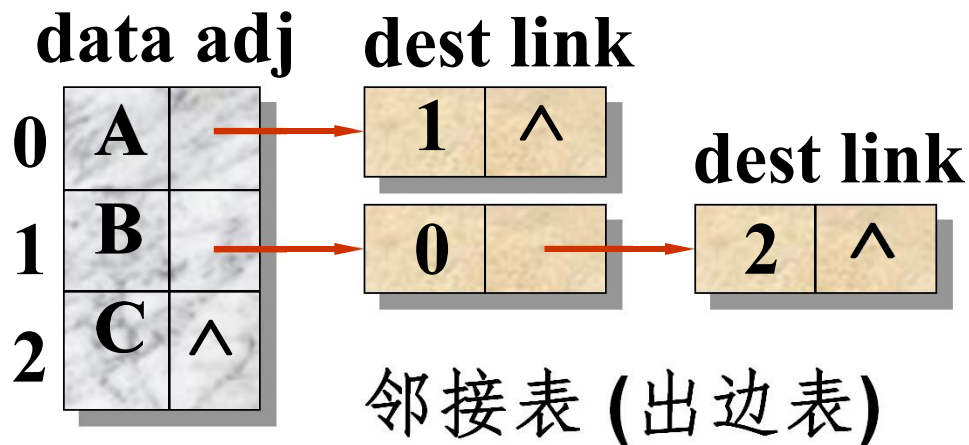 data adj dest link
0 A 1 ∧
dest link
1 B 0 2 ∧
2 C ∧
邻接表 (出边表)